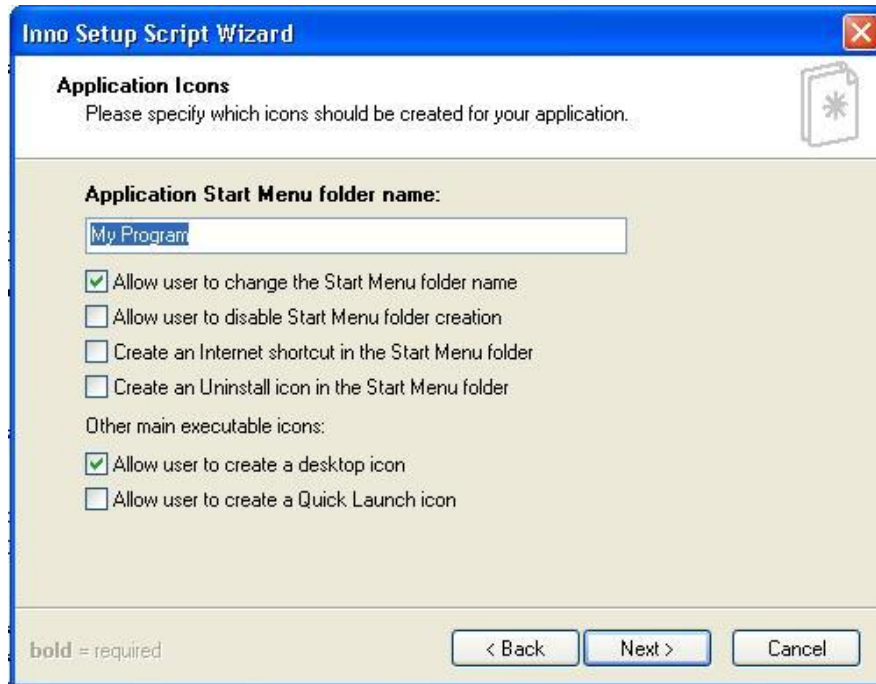 Inno Setup Script Wizard
Application Icons
Please specify which icons should be created for your application.
Application Start Menu folder name:
My Program
Allow user to change the Start Menu folder name
Allow user to disable Start Menu folder creation
Create an Internet shortcut in the Start Menu folder
Create an Uninstall icon in the Start Menu folder
Other main executable icons:
Allow user to create a desktop icon
Allow user to create a Quick Launch icon
bold = required
< Back Next > Cancel